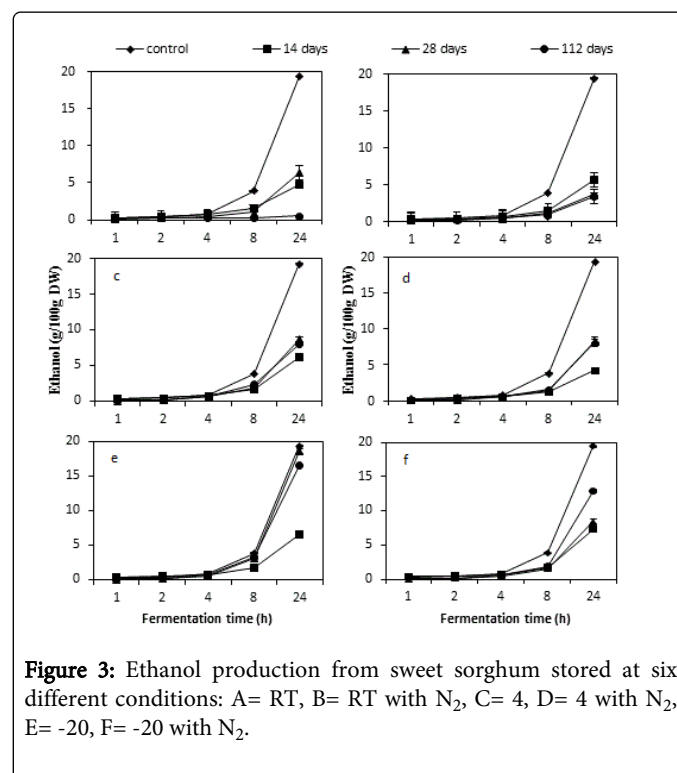 control 14 days 28 days 112 days
20
15
10
5
0
1 2 4 8 24
20
15
10
5
0
1 2 4 8 24
Ethanol (g/100g DW)
c
20
15
10
5
0
1 2 4 8 24
Ethanol (g/100g DW)
d
20
15
10
5
0
1 2 4 8 24
e
20
15
10
5
0
1 2 4 8 24
Fermentation time (h)
f
20
15
10
5
0
1 2 4 8 24
Fermentation time (h)
Figure 3: Ethanol production from sweet sorghum stored at six
different conditions: A= RT, B= RT with N₂, C= 4, D= 4 with N₂,
E= -20, F= -20 with N₂.